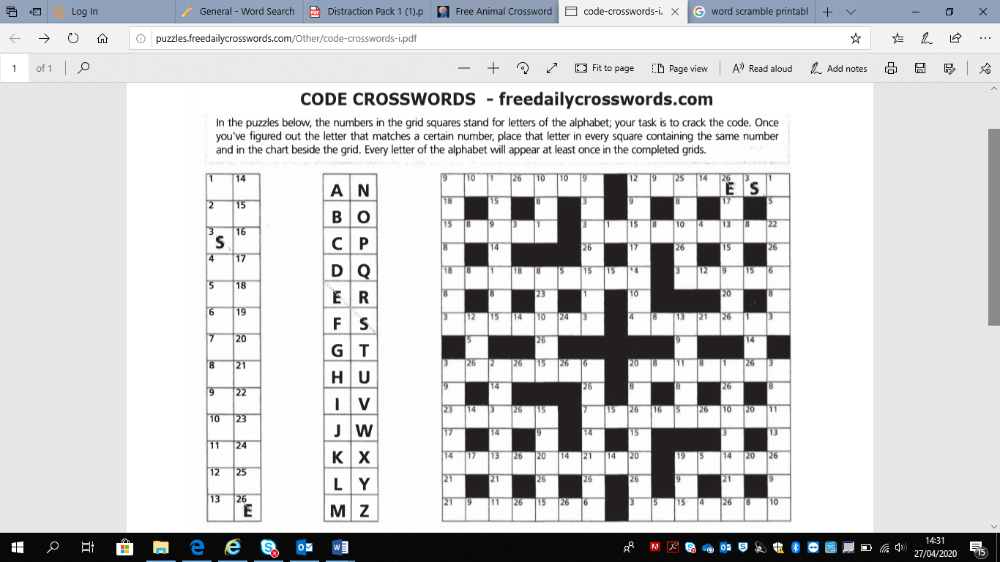 Log In
General - Word Search
Distraction Pack 1 (1).p
Free Animal Crossword
code-crosswords-i.
word scramble printabl
puzzles.freedailycrosswords.com/Other/code-crosswords-i.pdf
1 of 1
Fit to page
Page view
Read aloud
Add notes
CODE CROSSWORDS - freedailycrosswords.com
In the puzzles below, the numbers in the grid squares stand for letters of the alphabet; your task is to crack the code. Once
you've figured out the letter that matches a certain number, place that letter in every square containing the same number
and in the chart beside the grid. Every letter of the alphabet will appear at least once in the completed grids.
1 14 A N 9 10 1 26 10 10 9 12 9 25 14 26 E 3 S 1
2 15 B O 18 15 8 3 9 8 17 5
3 S 16 C P 15 8 9 3 1 3 1 15 8 10 4 13 8 22
4 17 D Q 8 14 26 17 26 15 26
5 18 E R 18 8 1 18 8 5 15 15 14 3 12 9 15 6
6 19 F S 8 8 23 1 10 20 8
7 20 G T 3 12 15 14 10 24 3 4 8 13 21 26 1 3
8 21 H U 5 26 9 14
9 22 I V 3 26 2 26 15 26 6 20 8 11 8 1 26 3
10 23 J W 9 14 26 8 8 26 8
11 24 K X 23 14 3 26 15 7 15 26 16 5 26 10 20 11
12 25 L Y 17 14 9 14 15 3 13
13 26 E M Z 14 17 13 26 20 14 21 14 20 19 5 14 20 26
21 21 26 26 26 9 21 9
21 9 11 26 15 26 6 3 5 15 4 26 8 10
14:31
27/04/2020
15